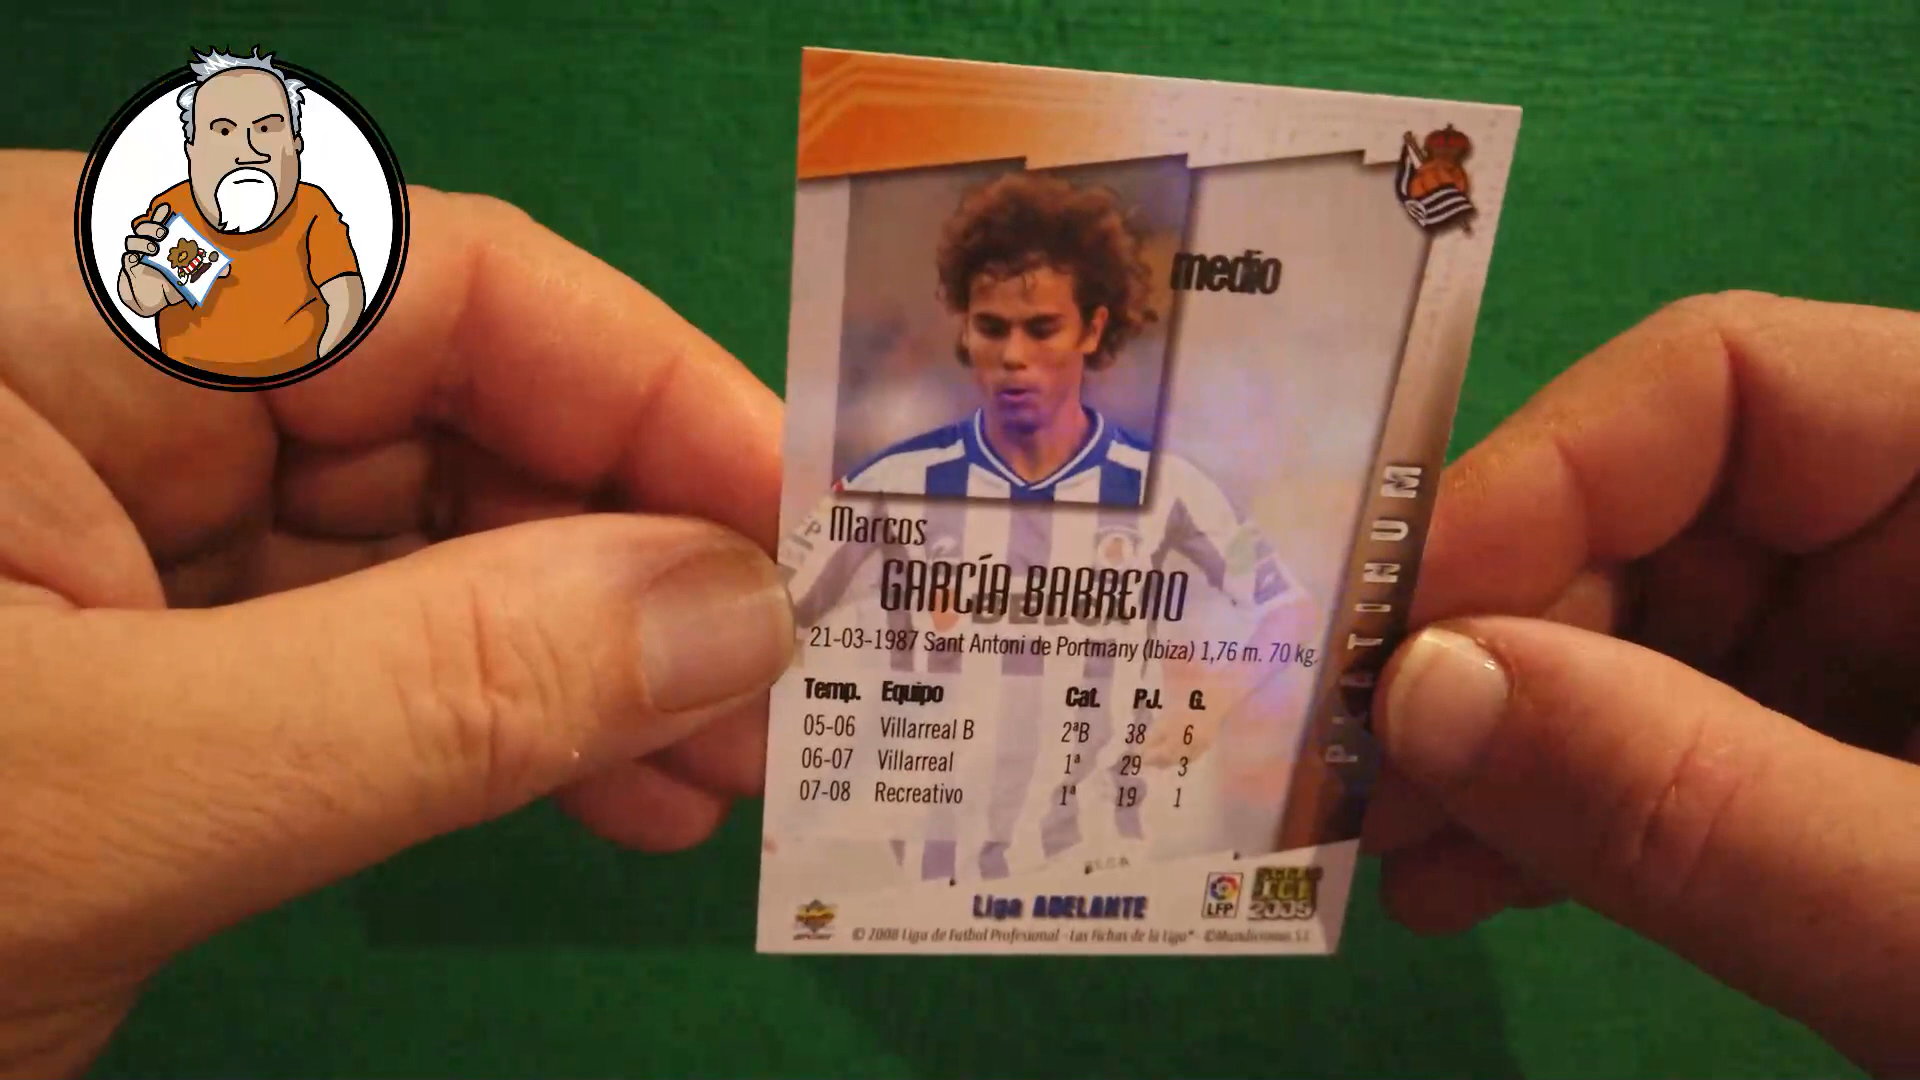 medio
Marcos
GARCÍA BARRENO
21-03-1987 Sant Antoni de Portmany (Ibiza) 1,76 m. 70 kg.
Temp. Equipo Cat. P.J. G.
05-06 Villarreal B 2ªB 38 6
06-07 Villarreal 1ª 29 3
07-08 Recreativo 1ª 19 1
PLATINUM
Liga ADELANTE
LFP
2009
© 2008 Liga de Futbol Profesional - Las Fichas de la Liga® - ©Mundicromo S.L.